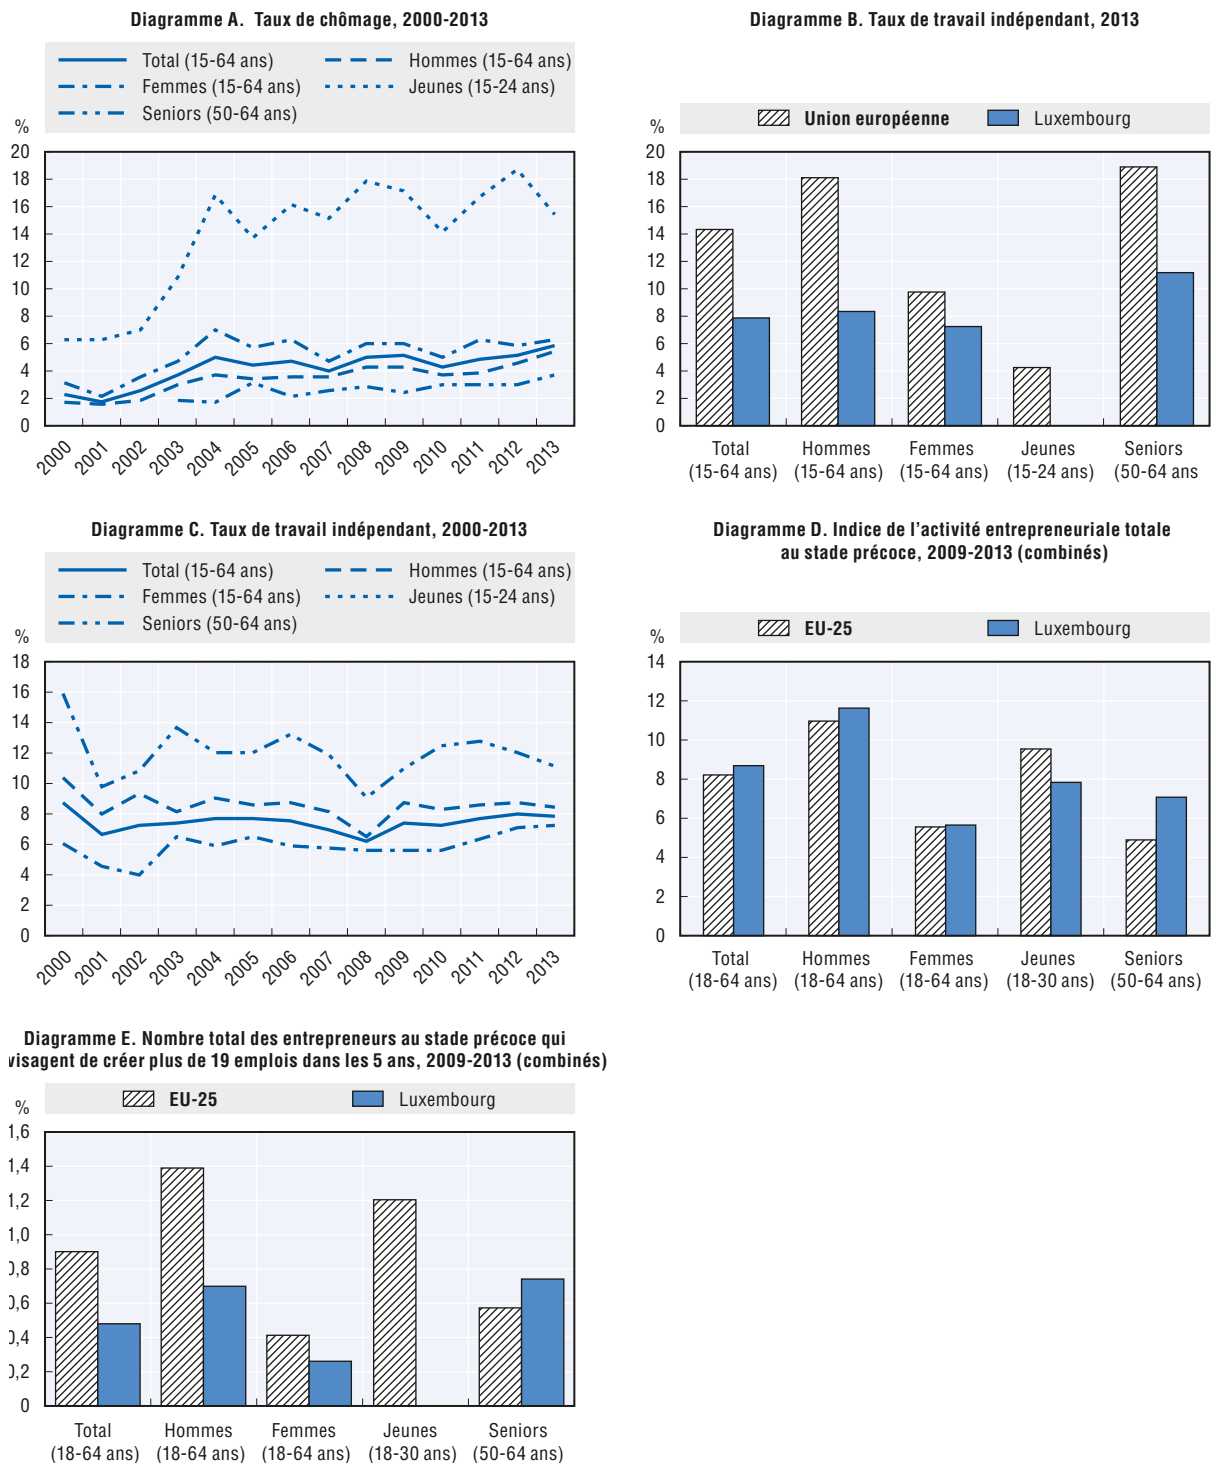 Diagramme A. Taux de chômage, 2000-2013
Total (15-64 ans)
Hommes (15-64 ans)
Femmes (15-64 ans)
Jeunes (15-24 ans)
Seniors (50-64 ans)
%
20
18
16
14
12
10
8
6
4
2
0
2000
2001
2002
2003
2004
2005
2006
2007
2008
2009
2010
2011
2012
2013
Diagramme B. Taux de travail indépendant, 2013
Union européenne
Luxembourg
%
20
18
16
14
12
10
8
6
4
2
0
Total
(15-64 ans)
Hommes
(15-64 ans)
Femmes
(15-64 ans)
Jeunes
(15-24 ans)
Seniors
(50-64 ans
Diagramme C. Taux de travail indépendant, 2000-2013
Total (15-64 ans)
Hommes (15-64 ans)
Femmes (15-64 ans)
Jeunes (15-24 ans)
Seniors (50-64 ans)
%
18
16
14
12
10
8
6
4
2
0
2000
2001
2002
2003
2004
2005
2006
2007
2008
2009
2010
2011
2012
2013
Diagramme D. Indice de l'activité entrepreneuriale totale
au stade précoce, 2009-2013 (combinés)
EU-25
Luxembourg
%
14
12
10
8
6
4
2
0
Total
(18-64 ans)
Hommes
(18-64 ans)
Femmes
(18-64 ans)
Jeunes
(18-30 ans)
Seniors
(50-64 ans)
Diagramme E. Nombre total des entrepreneurs au stade précoce qui
visagent de créer plus de 19 emplois dans les 5 ans, 2009-2013 (combinés)
EU-25
Luxembourg
%
1,6
1,4
1,2
1,0
0,8
0,6
0,4
0,2
0
Total
(18-64 ans)
Hommes
(18-64 ans)
Femmes
(18-64 ans)
Jeunes
(18-30 ans)
Seniors
(50-64 ans)